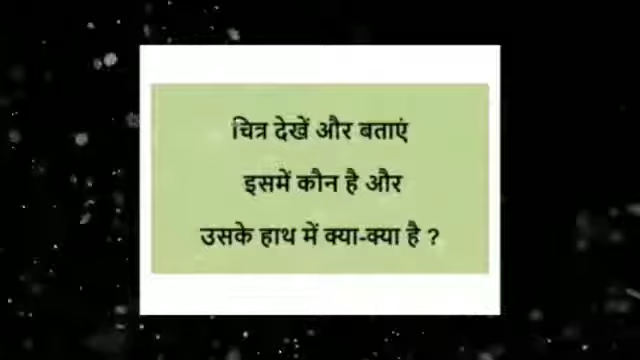 चित्र देखें और बताएं
इसमें कौन है और
उसके हाथ में क्या-क्या है ?